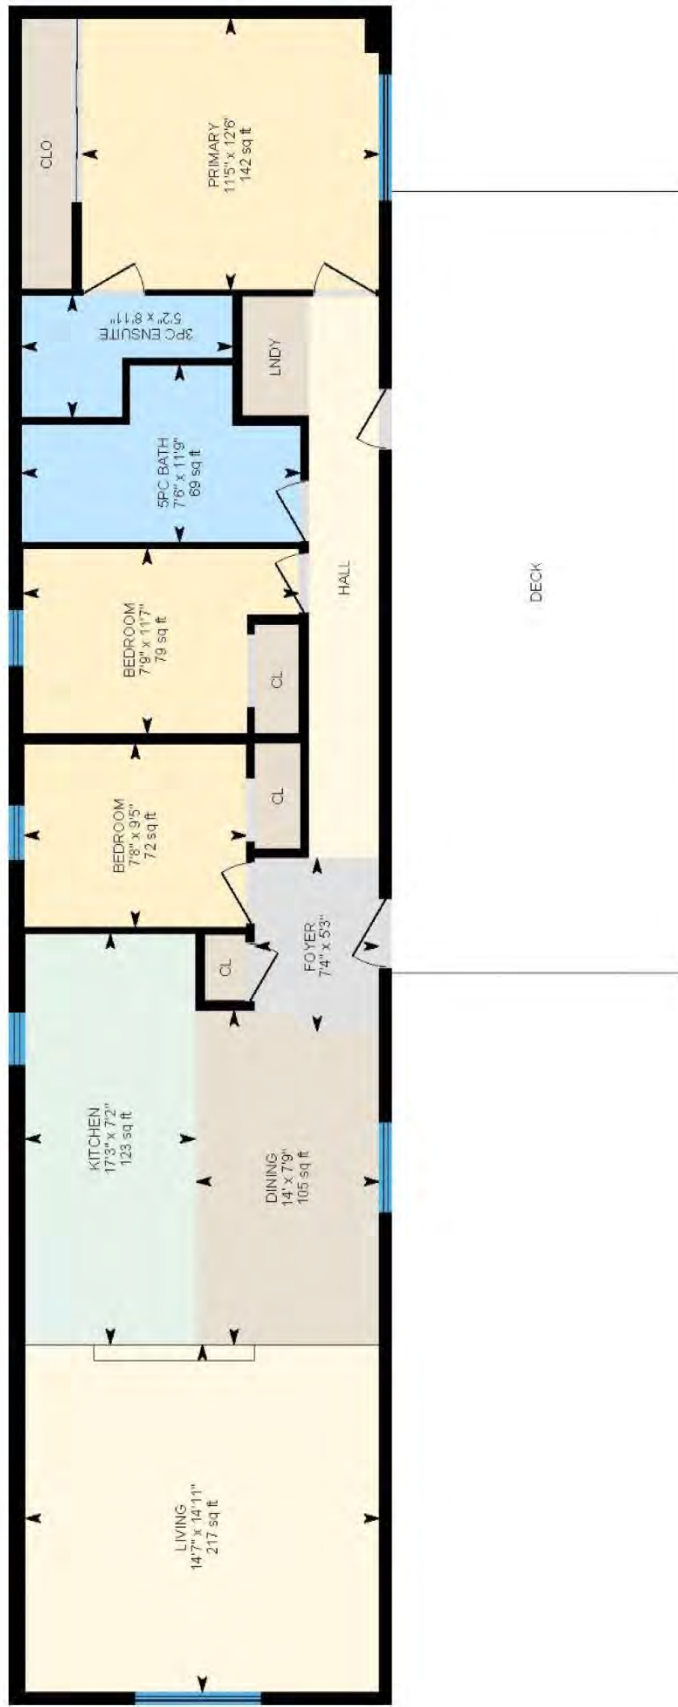 CLO
PRIMARY
11'5" x 12'6"
142 sq ft
3PC ENSUITE
5'2" x 8'11"
LNDY
5PC BATH
7'6" x 11'9"
69 sq ft
HALL
DECK
BEDROOM
7'9" x 11'7"
79 sq ft
CL
BEDROOM
7'8" x 9'5"
72 sq ft
CL
CL
FOYER
7'4" x 5'3"
KITCHEN
17'3" x 7'2"
123 sq ft
DINING
14' x 7'9"
105 sq ft
LIVING
14'7" x 14'11"
217 sq ft